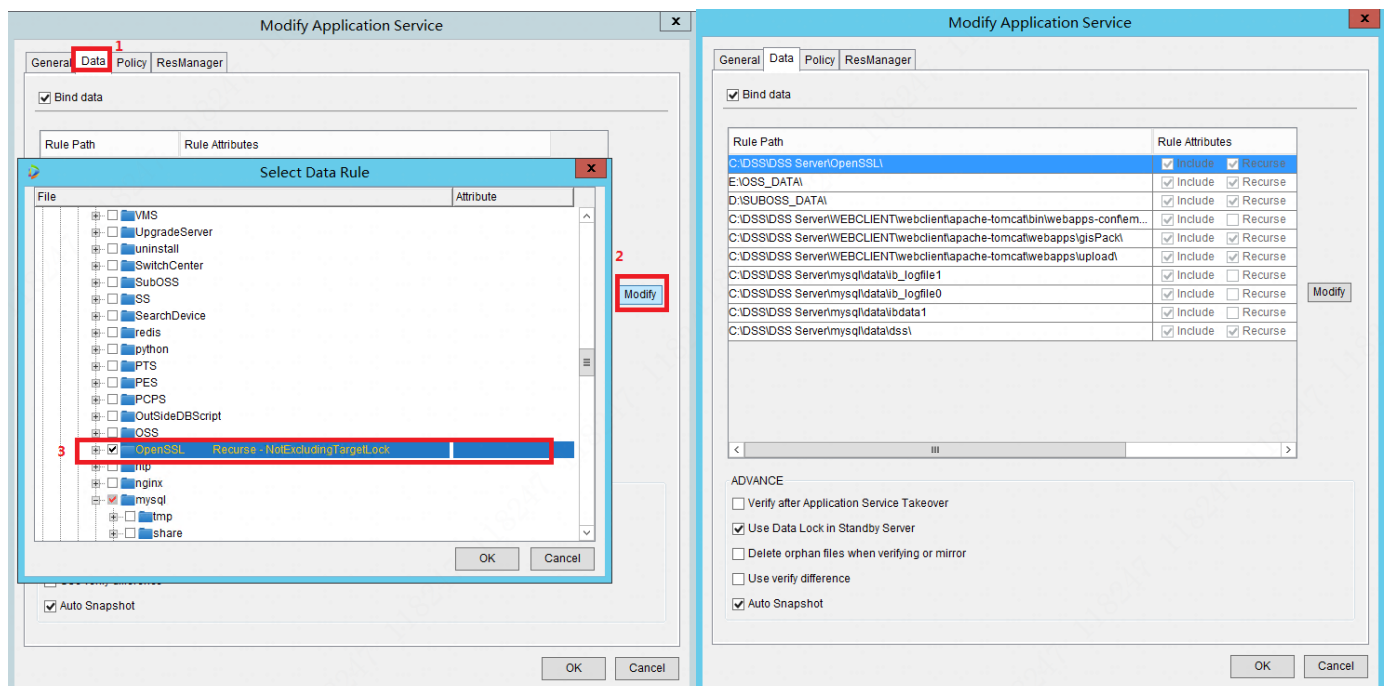 Modify Application Service
x
1
General
Data
Policy
ResManager
Bind data
Rule Path
Rule Attributes
Select Data Rule
x
File
Attribute
VMS
UpgradeServer
uninstall
SwitchCenter
SubOSS
SS
SearchDevice
redis
python
PTS
PES
PCPS
OutSideDBScript
OSS
3
OpenSSL Recurse - NotExcludingTargetLock
ntp
nginx
mysql
tmp
share
OK
Cancel
2
Modify
Auto Snapshot
OK
Cancel
Modify Application Service
x
General
Data
Policy
ResManager
Bind data
Rule Path
Rule Attributes
C:\DSS\DSS Server\OpenSSL\ Include Recurse
E:\OSS_DATA\ Include Recurse
D:\SUBOSS_DATA\ Include Recurse
C:\DSS\DSS Server\WEBCLIENT\webclient\apache-tomcat\bin\webapps-conf\em... Include Recurse
C:\DSS\DSS Server\WEBCLIENT\webclient\apache-tomcat\webapps\gisPack\ Include Recurse
C:\DSS\DSS Server\WEBCLIENT\webclient\apache-tomcat\webapps\upload\ Include Recurse
C:\DSS\DSS Server\mysql\data\ib_logfile1 Include Recurse
C:\DSS\DSS Server\mysql\data\ib_logfile0 Include Recurse
C:\DSS\DSS Server\mysql\data\ibdata1 Include Recurse
C:\DSS\DSS Server\mysql\data\dss\ Include Recurse
Modify
ADVANCE
Verify after Application Service Takeover
Use Data Lock in Standby Server
Delete orphan files when verifying or mirror
Use verify difference
Auto Snapshot
OK
Cancel